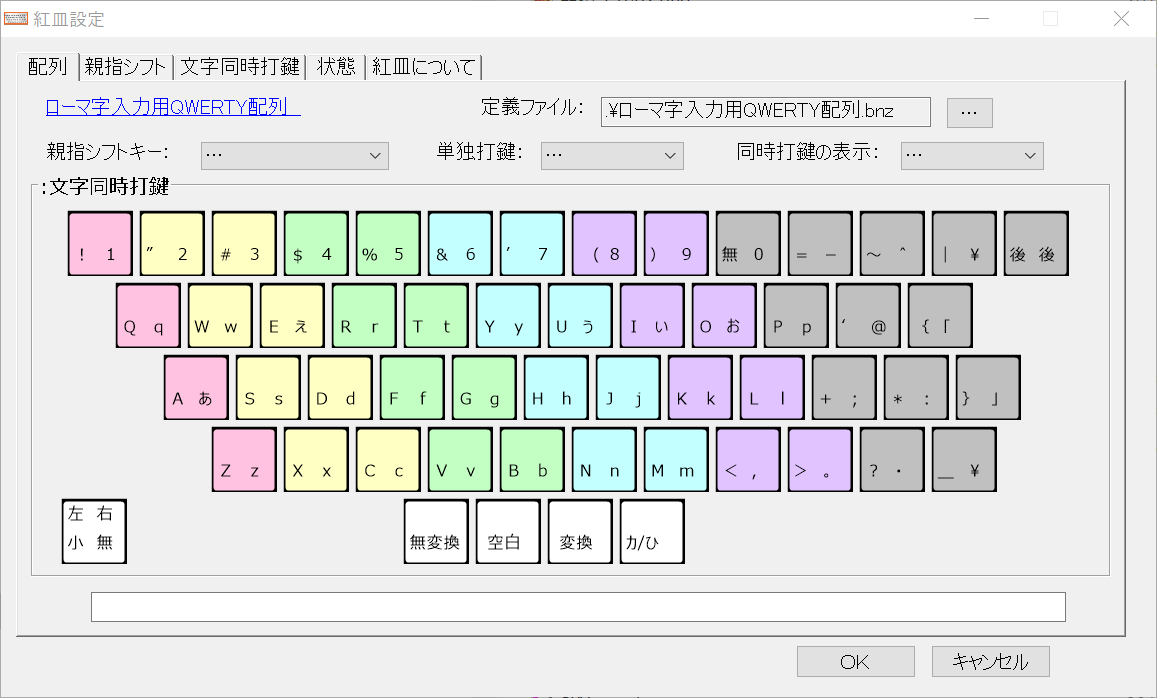 紅皿設定
配列 親指シフト 文字同時打鍵 状態 紅皿について
ローマ字入力用QWERTY配列 定義ファイル: .¥ローマ字入力用QWERTY配列.bnz ...
親指シフトキー: ... 単独打鍵: ... 同時打鍵の表示: ...
:文字同時打鍵
! 1 ” 2 # 3 $ 4 % 5 & 6 ’ 7 ( 8 ) 9 無 0 = − ～ ＾ | ¥ 後 後
Q q W w E え R r T t Y y U う I い O お P p ‘ @ { 「
A あ S s D d F f G g H h J j K k L l + ; * : } 」
Z z X x C c V v B b N n M m < , > 。 ? ・ _ ¥
左 右
小 無 無変換 空白 変換 カ/ひ
OK キャンセル